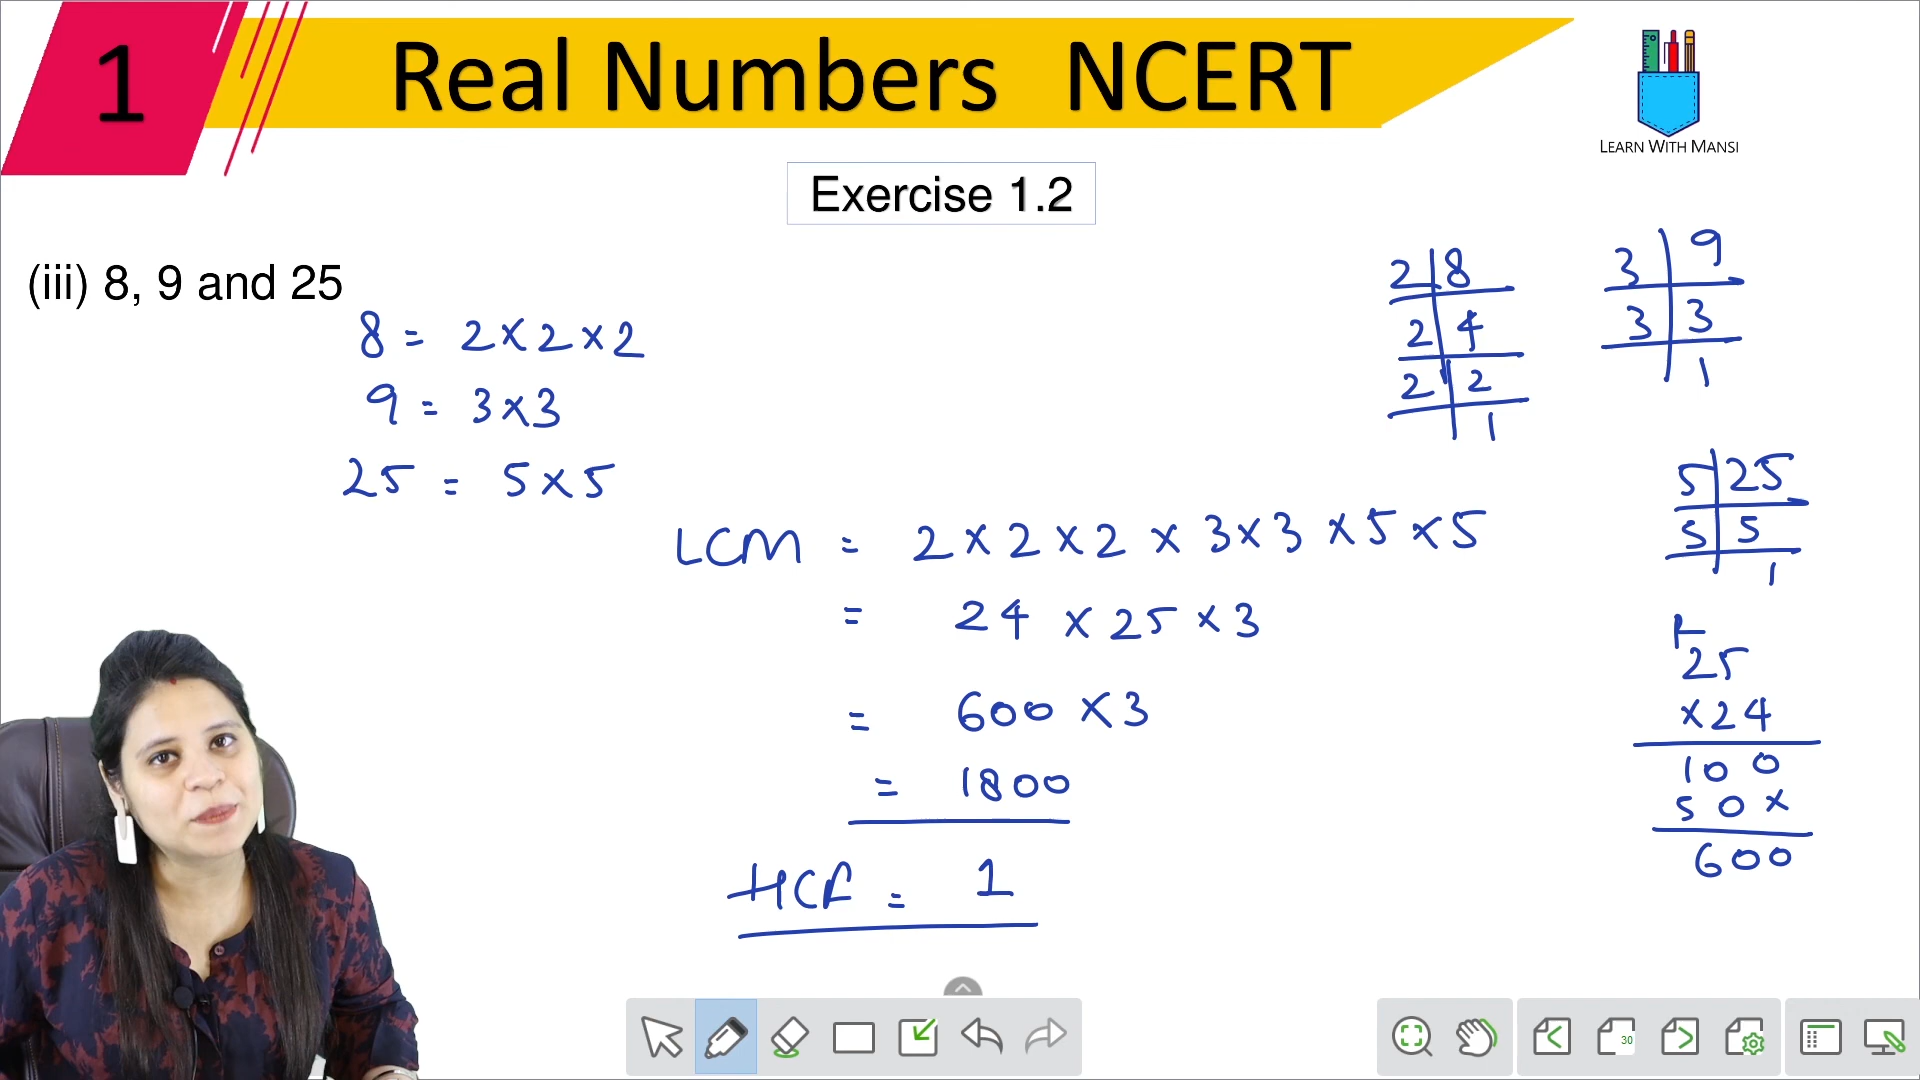 1
Real Numbers NCERT
LEARN WITH MANSI
Exercise 1.2
(iii) 8, 9 and 25
8 = 2 × 2 × 2
9 = 3 × 3
25 = 5 × 5
LCM = 2 × 2 × 2 × 3 × 3 × 5 × 5
= 24 × 25 × 3
= 600 × 3
= 1800
HCF = 1
2 | 8
2 | 4
2 | 2
1
3 | 9
3 | 3
1
5 | 25
5 | 5
1
25
× 24
100
50×
600
30